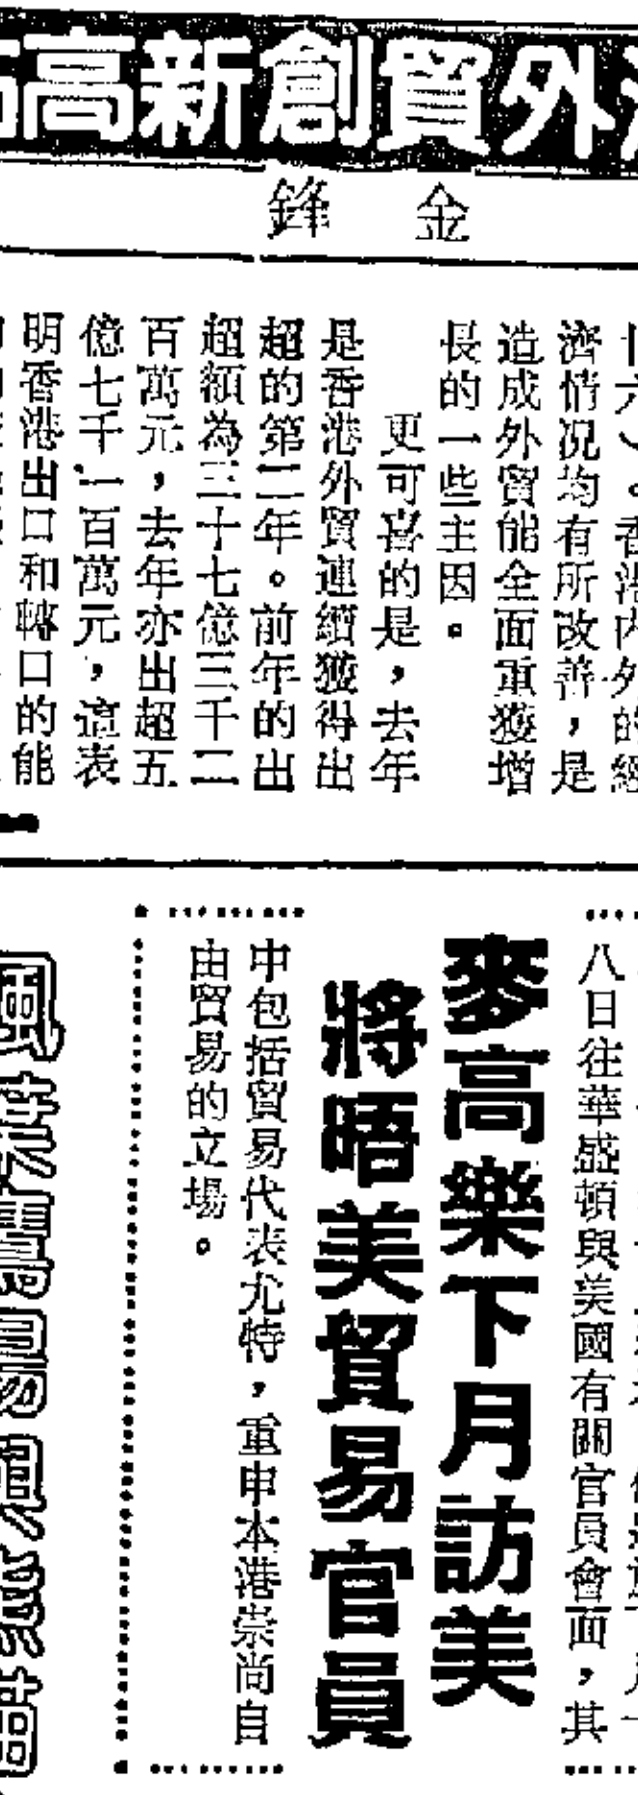 外貿創新高
金鋒
十六）。香港內外的經
濟情況均有所改善，是
造成外貿能全面重獲增
長的一些主因。
更可喜的是，去年
是香港外貿連續獲得出
超的第二年。前年的出
超額為三十七億三千二
百萬元，去年亦出超五
億七千一百萬元，這表
明香港出口和轉口的能
麥高樂下月訪美
將晤美貿易官員
八日往華盛頓與美國有關官員會面，其
中包括貿易代表尤特，重申本港崇尚自
由貿易的立場。